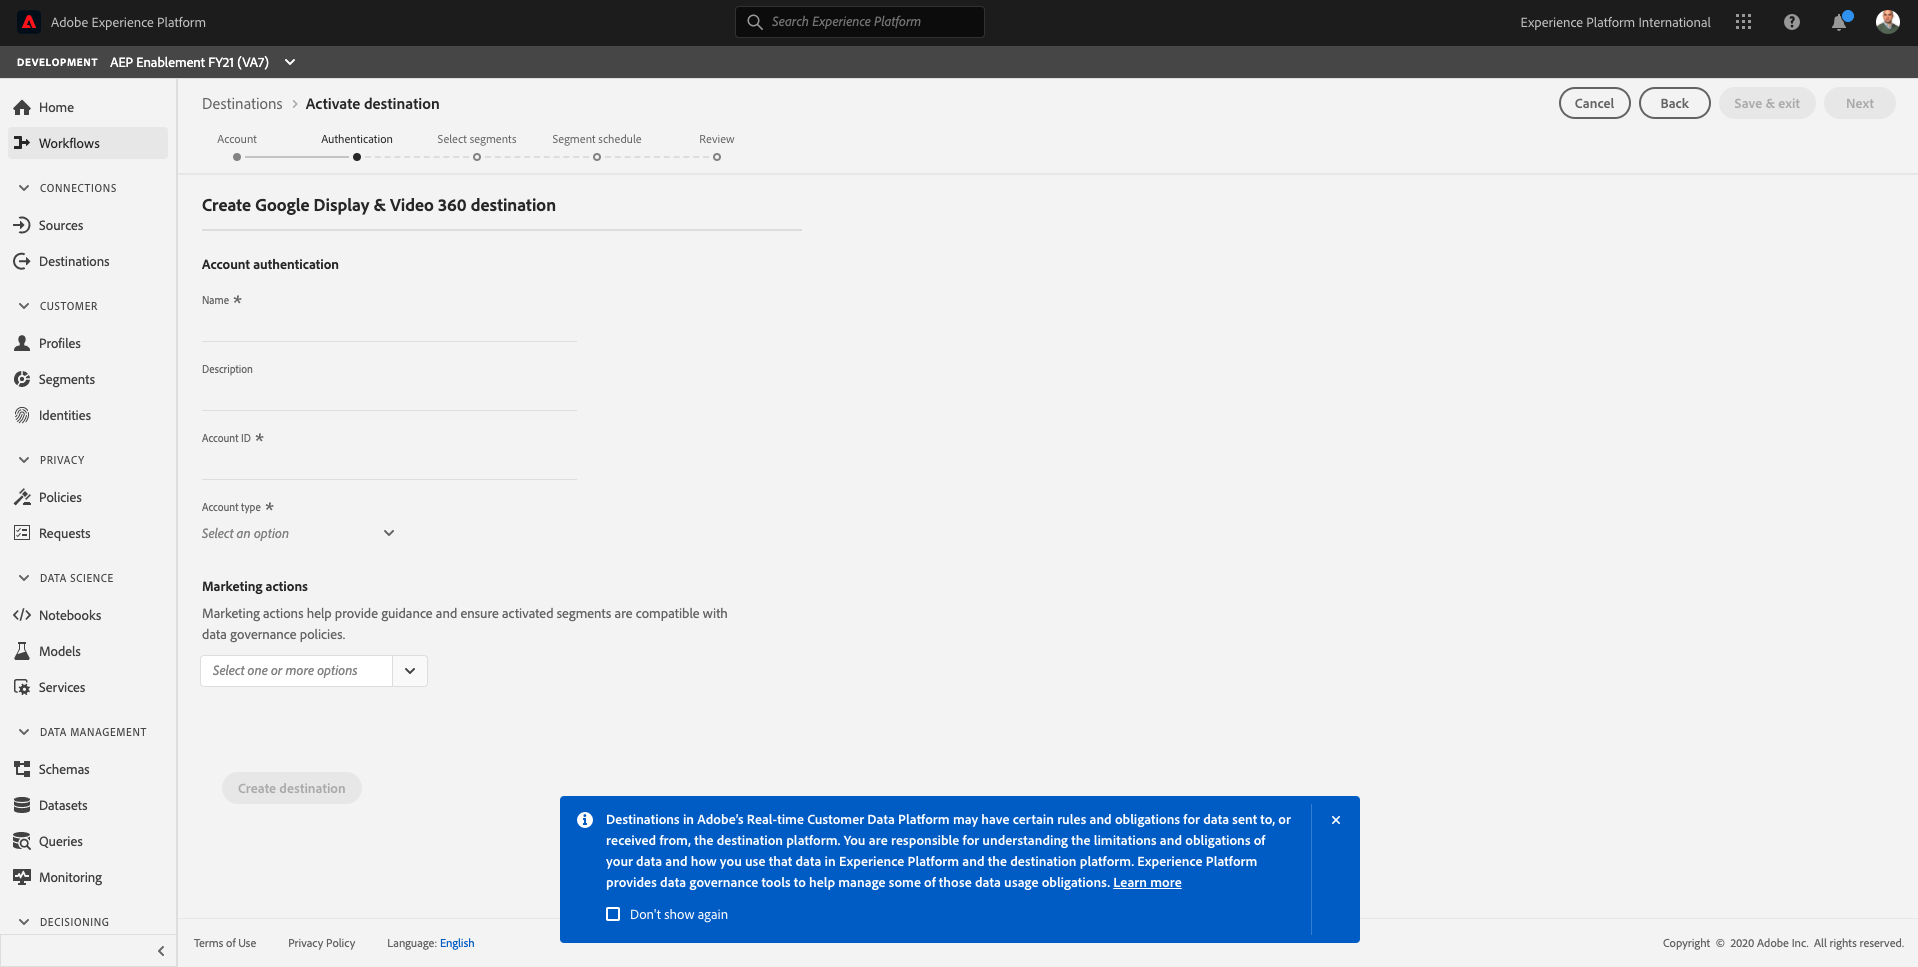 Adobe Experience Platform
Search Experience Platform
Experience Platform International
DEVELOPMENT AEP Enablement FY21 (VA7)
Home
Workflows
CONNECTIONS
Sources
Destinations
CUSTOMER
Profiles
Segments
Identities
PRIVACY
Policies
Requests
DATA SCIENCE
Notebooks
Models
Services
DATA MANAGEMENT
Schemas
Datasets
Queries
Monitoring
DECISIONING
Destinations > Activate destination
Cancel
Back
Save & exit
Next
Account
Authentication
Select segments
Segment schedule
Review
Create Google Display & Video 360 destination
Account authentication
Name *
Description
Account ID *
Account type *
Select an option
Marketing actions
Marketing actions help provide guidance and ensure activated segments are compatible with
data governance policies.
Select one or more options
Create destination
Destinations in Adobe's Real-time Customer Data Platform may have certain rules and obligations for data sent to, or
received from, the destination platform. You are responsible for understanding the limitations and obligations of
your data and how you use that data in Experience Platform and the destination platform. Experience Platform
provides data governance tools to help manage some of those data usage obligations. Learn more
Don't show again
Terms of Use
Privacy Policy
Language: English
Copyright © 2020 Adobe Inc. All rights reserved.